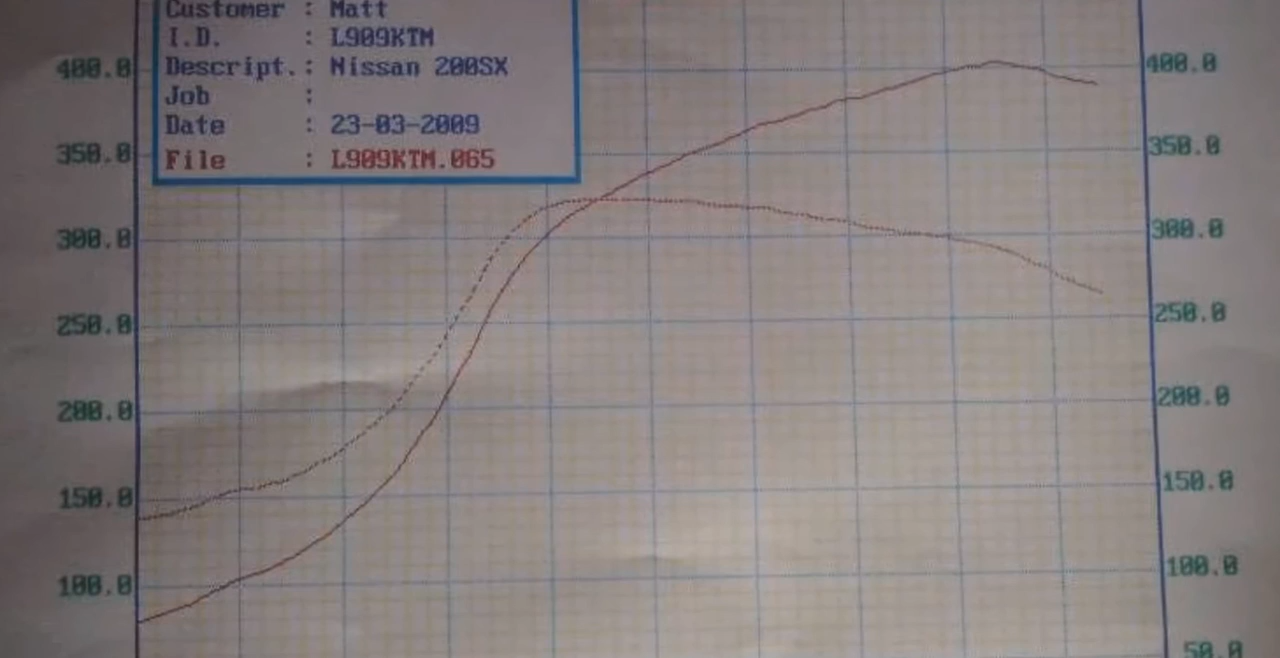 Customer : Matt
I.D. : L909KTM
Descript.: Nissan 200SX
Job :
Date : 23-03-2009
File : L909KTM.065
400.0
350.0
300.0
250.0
200.0
150.0
100.0
400.0
350.0
300.0
250.0
200.0
150.0
100.0
50.0